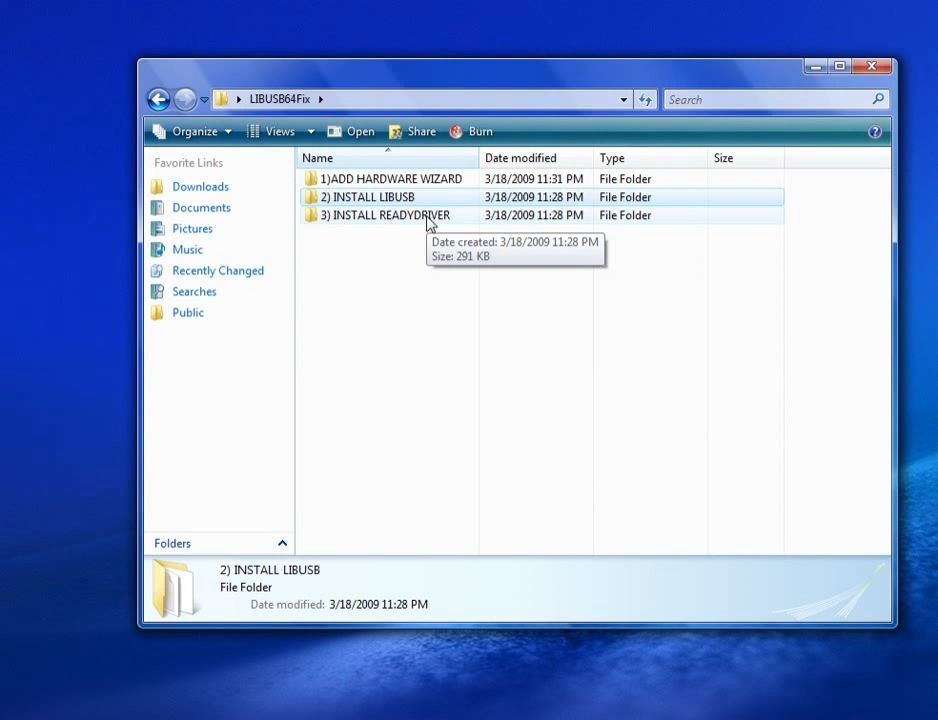 LIBUSB64Fix
Search
Organize Views Open Share Burn
Favorite Links
Downloads
Documents
Pictures
Music
Recently Changed
Searches
Public
Folders
Name Date modified Type Size
1)ADD HARDWARE WIZARD 3/18/2009 11:31 PM File Folder
2) INSTALL LIBUSB 3/18/2009 11:28 PM File Folder
3) INSTALL READYDRIVER 3/18/2009 11:28 PM File Folder
Date created: 3/18/2009 11:28 PM
Size: 291 KB
2) INSTALL LIBUSB
File Folder
Date modified: 3/18/2009 11:28 PM